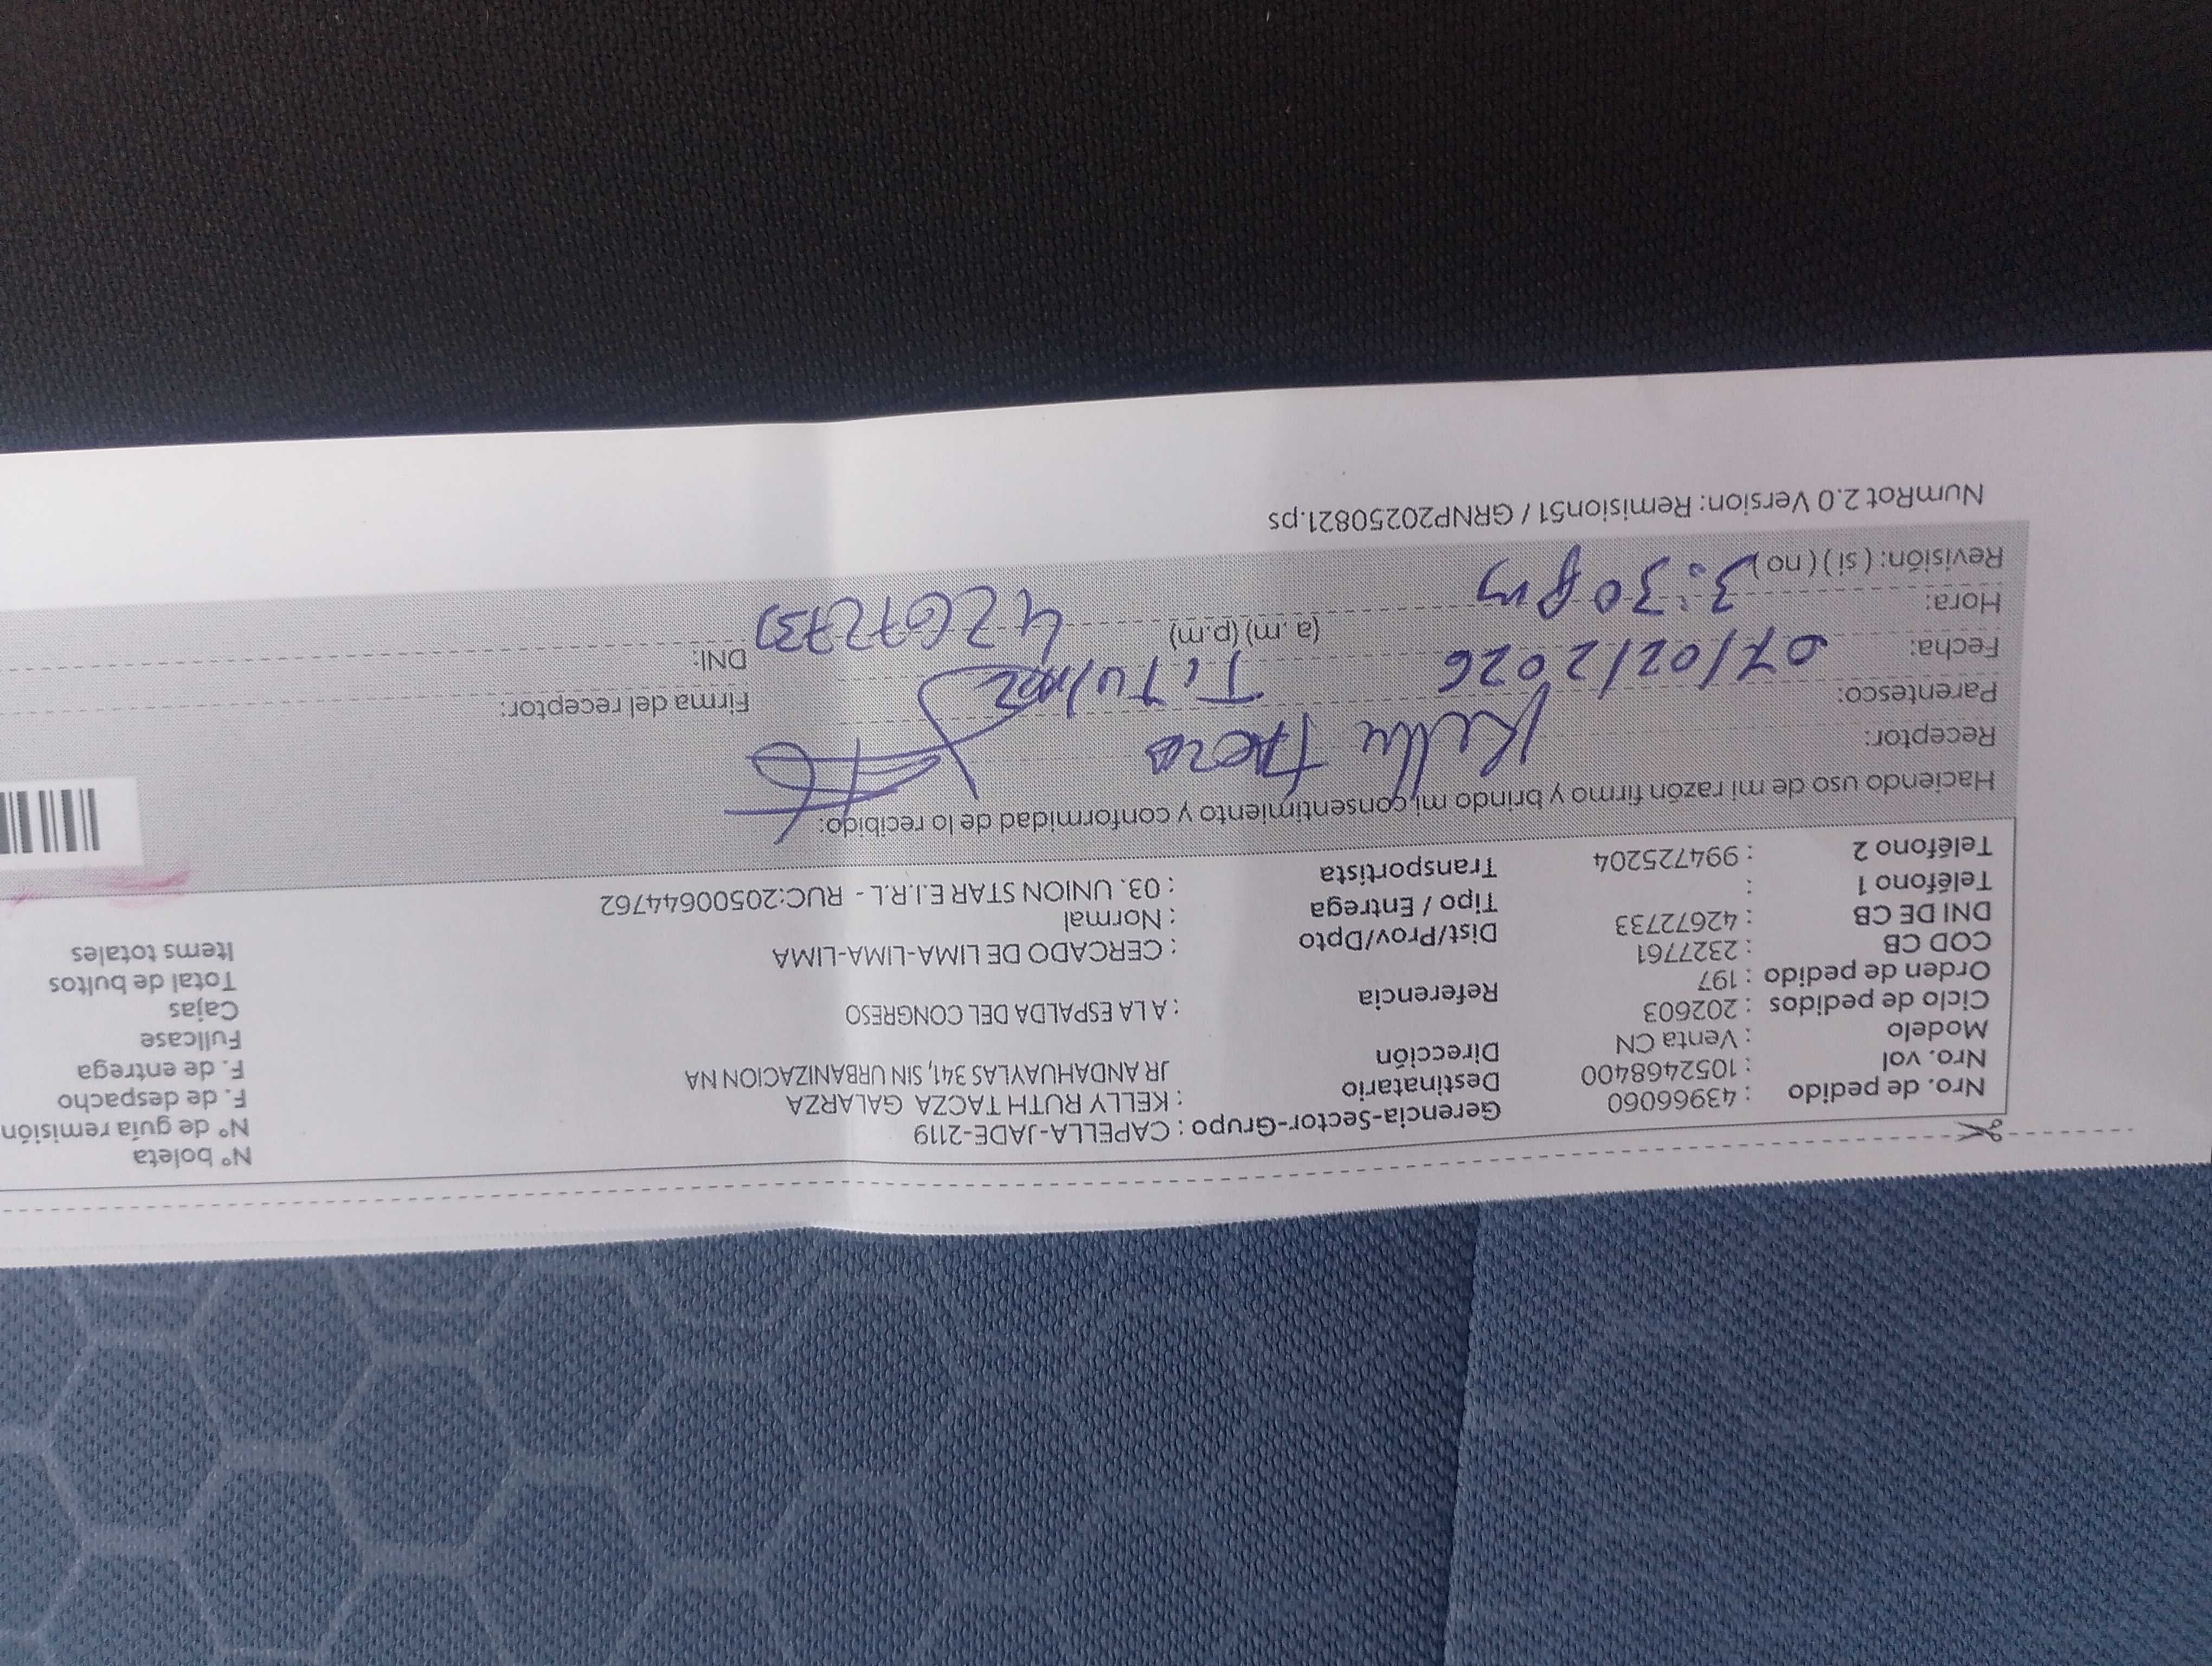 Nº boleta
Gerencia-Sector-Grupo : CAPELLA-JADE-2119
Nº de guía remisión
Nro. de pedido : 43966060
Destinatario : KELLY RUTH TACZA GALARZA
F. de despacho
Nro. vol : 1052468400
Dirección JR ANDAHUAYLAS 341, SIN URBANIZACION NA
F. de entrega
Modelo : Venta CN
Fullcase
Ciclo de pedidos : 202603
Referencia : A LA ESPALDA DEL CONGRESO
Cajas
Orden de pedido : 197
Total de bultos
COD CB : 2327761
Dist/Prov/Dpto : CERCADO DE LIMA-LIMA-LIMA
Items totales
DNI DE CB : 42672733
Tipo / Entrega : Normal
Teléfono 1 :
Transportista : 03. UNION STAR E.I.R.L - RUC:20500644762
Teléfono 2 : 994725204
Haciendo uso de mi razón firmo y brindo mi consentimiento y conformidad de lo recibido:
Receptor: Kelly
Parentesco: Titular
Firma del receptor:
Fecha: 07/02/2026
DNI: 42672733
Hora: 3:30 pm (a. m) (p.m)
Revisión: ( si ) ( no )
NumRot 2.0 Version: Remision51 / GRNP20250821.ps